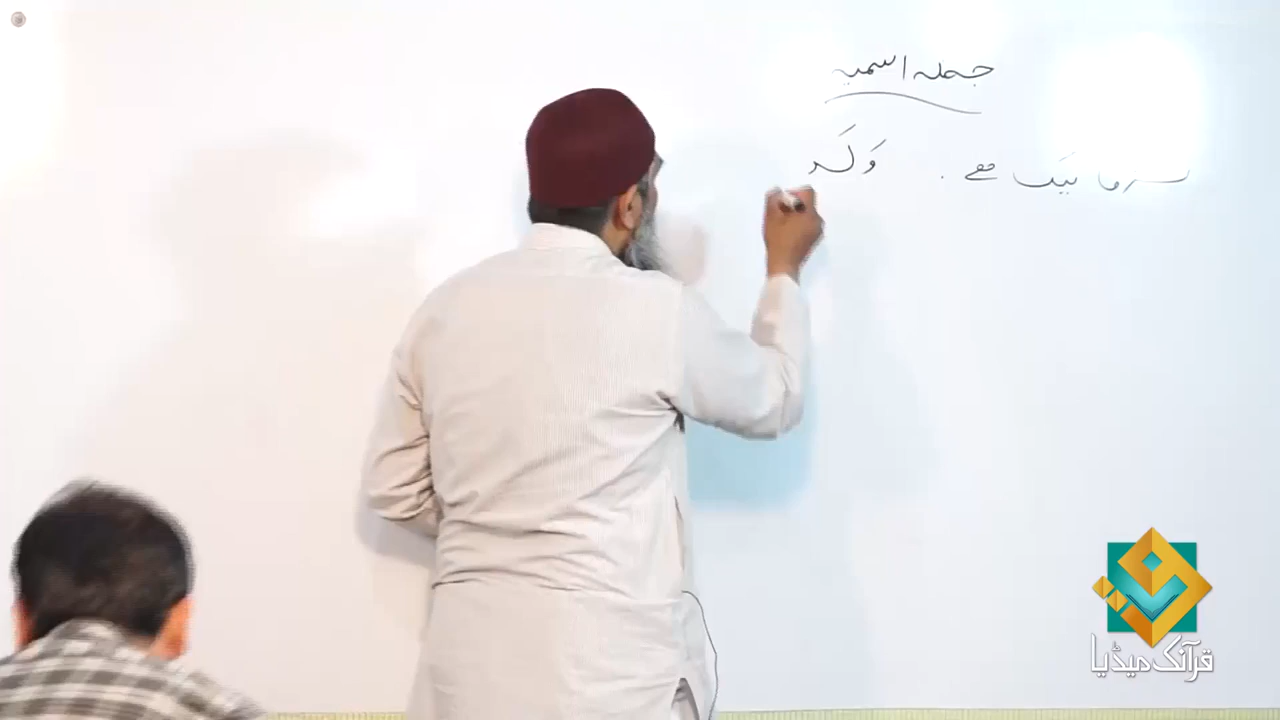 جملہ اسمیہ
نیک ہے ۔ وَلَد
قرآنک میڈیا